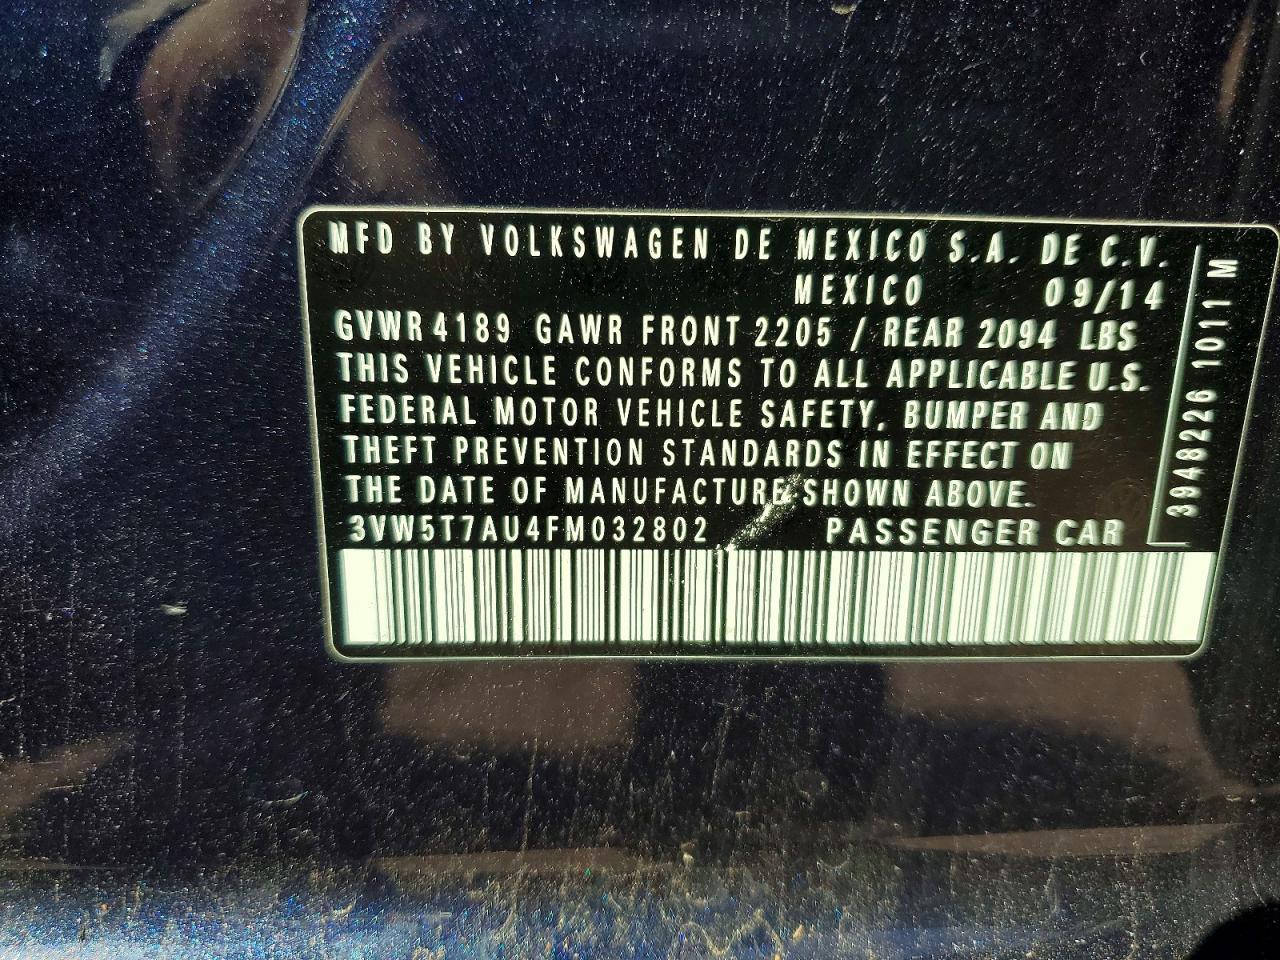 MFD BY VOLKSWAGEN DE MEXICO S.A. DE C.V.
MEXICO 09/14
GVWR 4189 GAWR FRONT 2205 / REAR 2094 LBS
THIS VEHICLE CONFORMS TO ALL APPLICABLE U.S.
FEDERAL MOTOR VEHICLE SAFETY, BUMPER AND
THEFT PREVENTION STANDARDS IN EFFECT ON
THE DATE OF MANUFACTURE SHOWN ABOVE.
3VW5T7AU4FM032802 PASSENGER CAR
3948226 1011 M